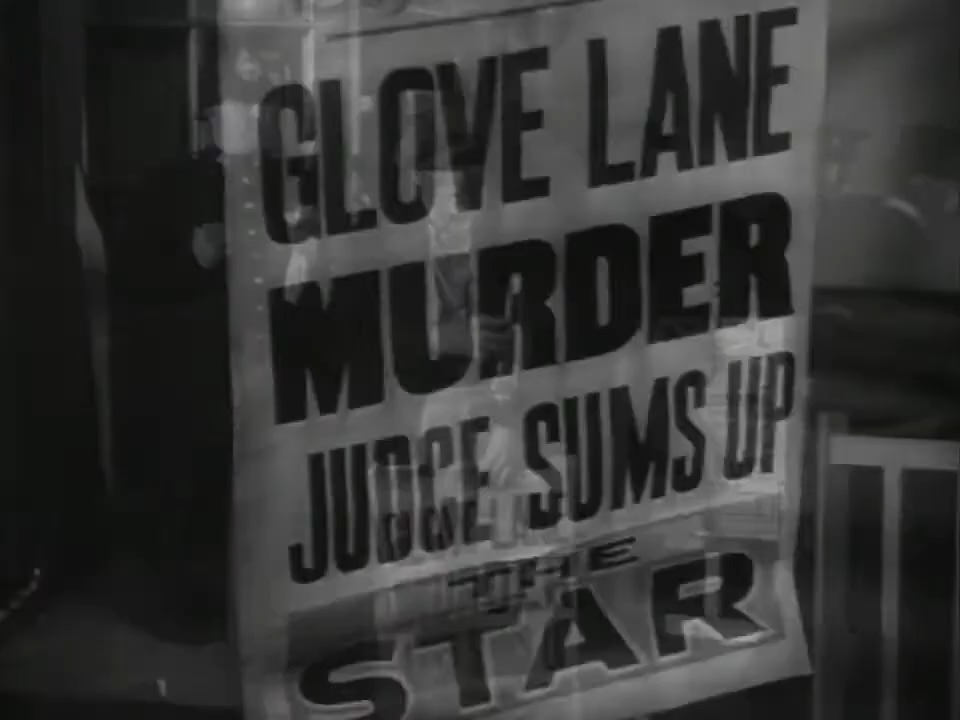 GLOVE LANE
MURDER
JUDGE SUMS UP
THE
STAR